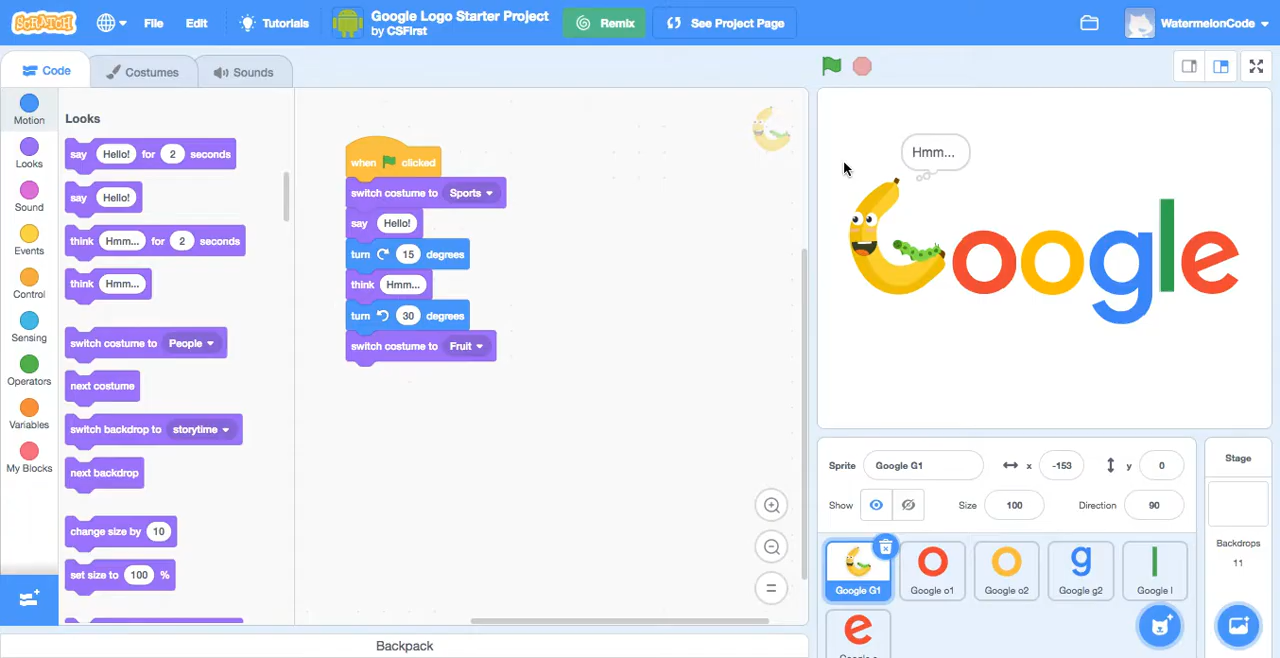 SCRATCH
File
Edit
Tutorials
Google Logo Starter Project
by CSFirst
Remix
See Project Page
WatermelonCode
Code
Costumes
Sounds
Motion
Looks
Sound
Events
Control
Sensing
Operators
Variables
My Blocks
Looks
say Hello! for 2 seconds
say Hello!
think Hmm... for 2 seconds
think Hmm...
switch costume to People
next costume
switch backdrop to storytime
next backdrop
change size by 10
set size to 100 %
when clicked
switch costume to Sports
say Hello!
turn 15 degrees
think Hmm...
turn 30 degrees
switch costume to Fruit
Backpack
Hmm...
Google
Sprite Google G1 x -153 y 0
Show Size 100 Direction 90
Google G1
Google o1
Google o2
Google g2
Google l
Stage
Backdrops
11